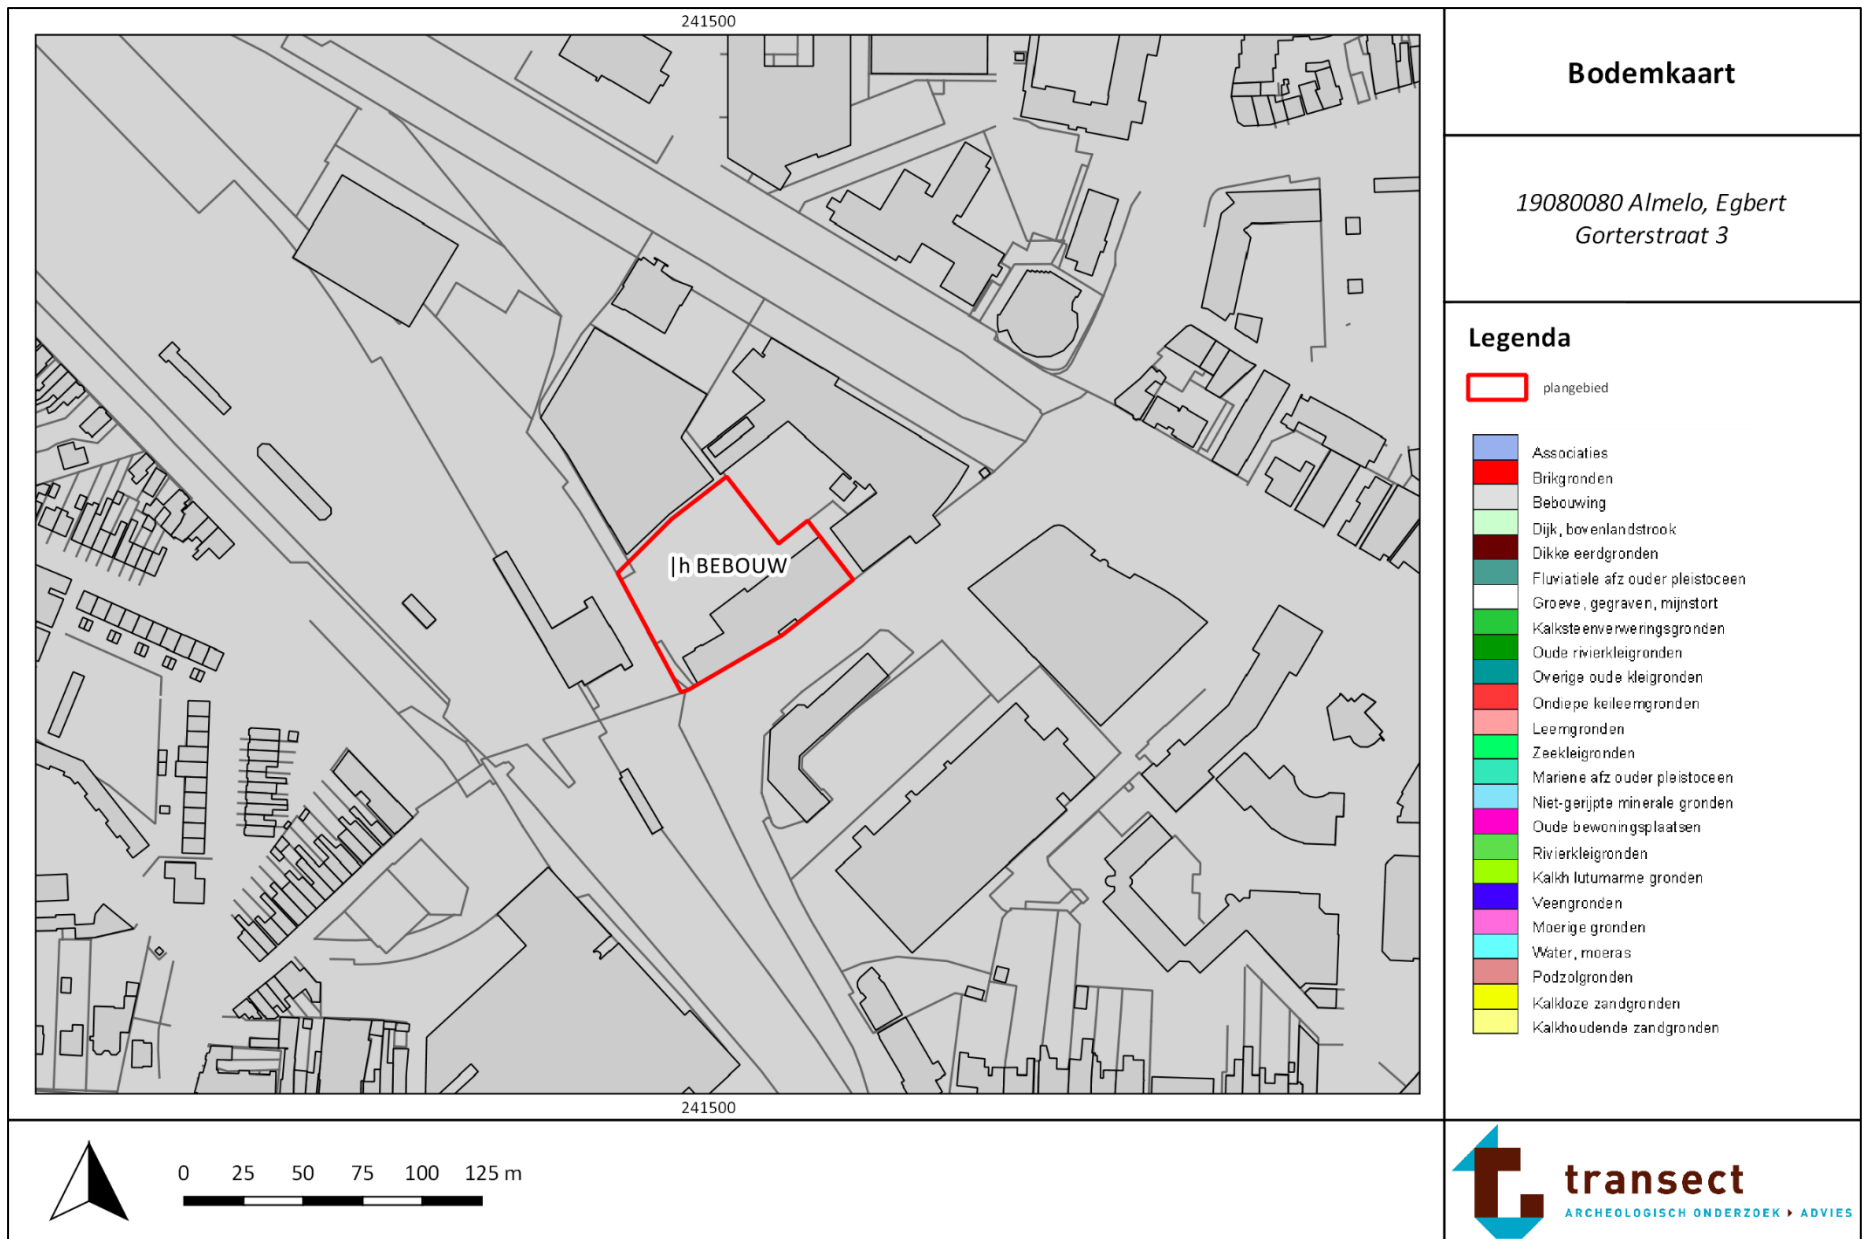 241500
|h BEBOUW
241500
0 25 50 75 100 125 m
Bodemkaart
19080080 Almelo, Egbert
Gorterstraat 3
Legenda
plangebied
Associaties
Brikgronden
Bebouwing
Dijk, bovenlandstrook
Dikke eerdgronden
Fluviatiele afz ouder pleistoceen
Groeve, gegraven, mijnstort
Kalksteenverweringsgronden
Oude rivierkleigronden
Overige oude kleigronden
Ondiepe keileemgronden
Leemgronden
Zeekleigronden
Mariene afz ouder pleistoceen
Niet-gerijpte minerale gronden
Oude bewoningsplaatsen
Rivierkleigronden
Kalkh lutumarme gronden
Veengronden
Moerige gronden
Water, moeras
Podzolgronden
Kalkloze zandgronden
Kalkhoudende zandgronden
transect
ARCHEOLOGISCH ONDERZOEK ▸ ADVIES